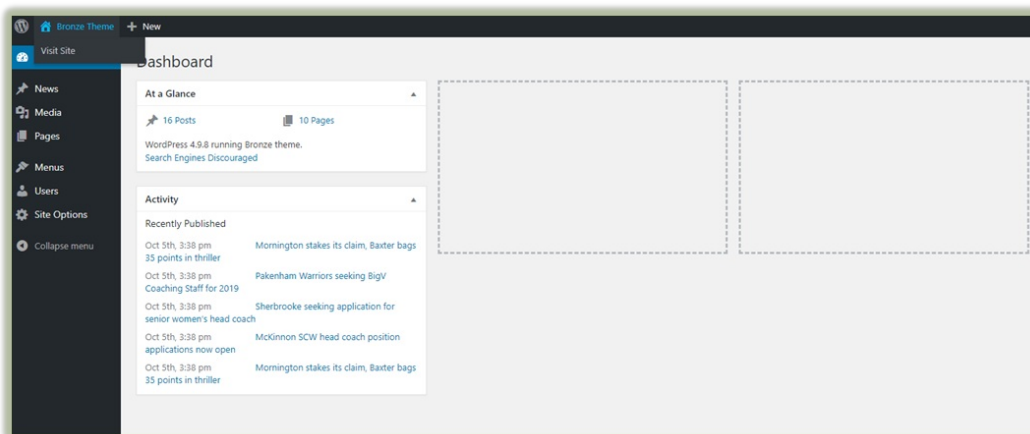 Bronze Theme
New
Visit Site
Dashboard
News
Media
Pages
Menus
Users
Site Options
Collapse menu
At a Glance
16 Posts
10 Pages
WordPress 4.9.8 running Bronze theme.
Search Engines Discouraged
Activity
Recently Published
Oct 5th, 3:38 pm Mornington stakes its claim, Baxter bags
35 points in thriller
Oct 5th, 3:38 pm Pakenham Warriors seeking BigV
Coaching Staff for 2019
Oct 5th, 3:38 pm Sherbrooke seeking application for
senior women's head coach
Oct 5th, 3:38 pm McKinnon SCW head coach position
applications now open
Oct 5th, 3:38 pm Mornington stakes its claim, Baxter bags
35 points in thriller